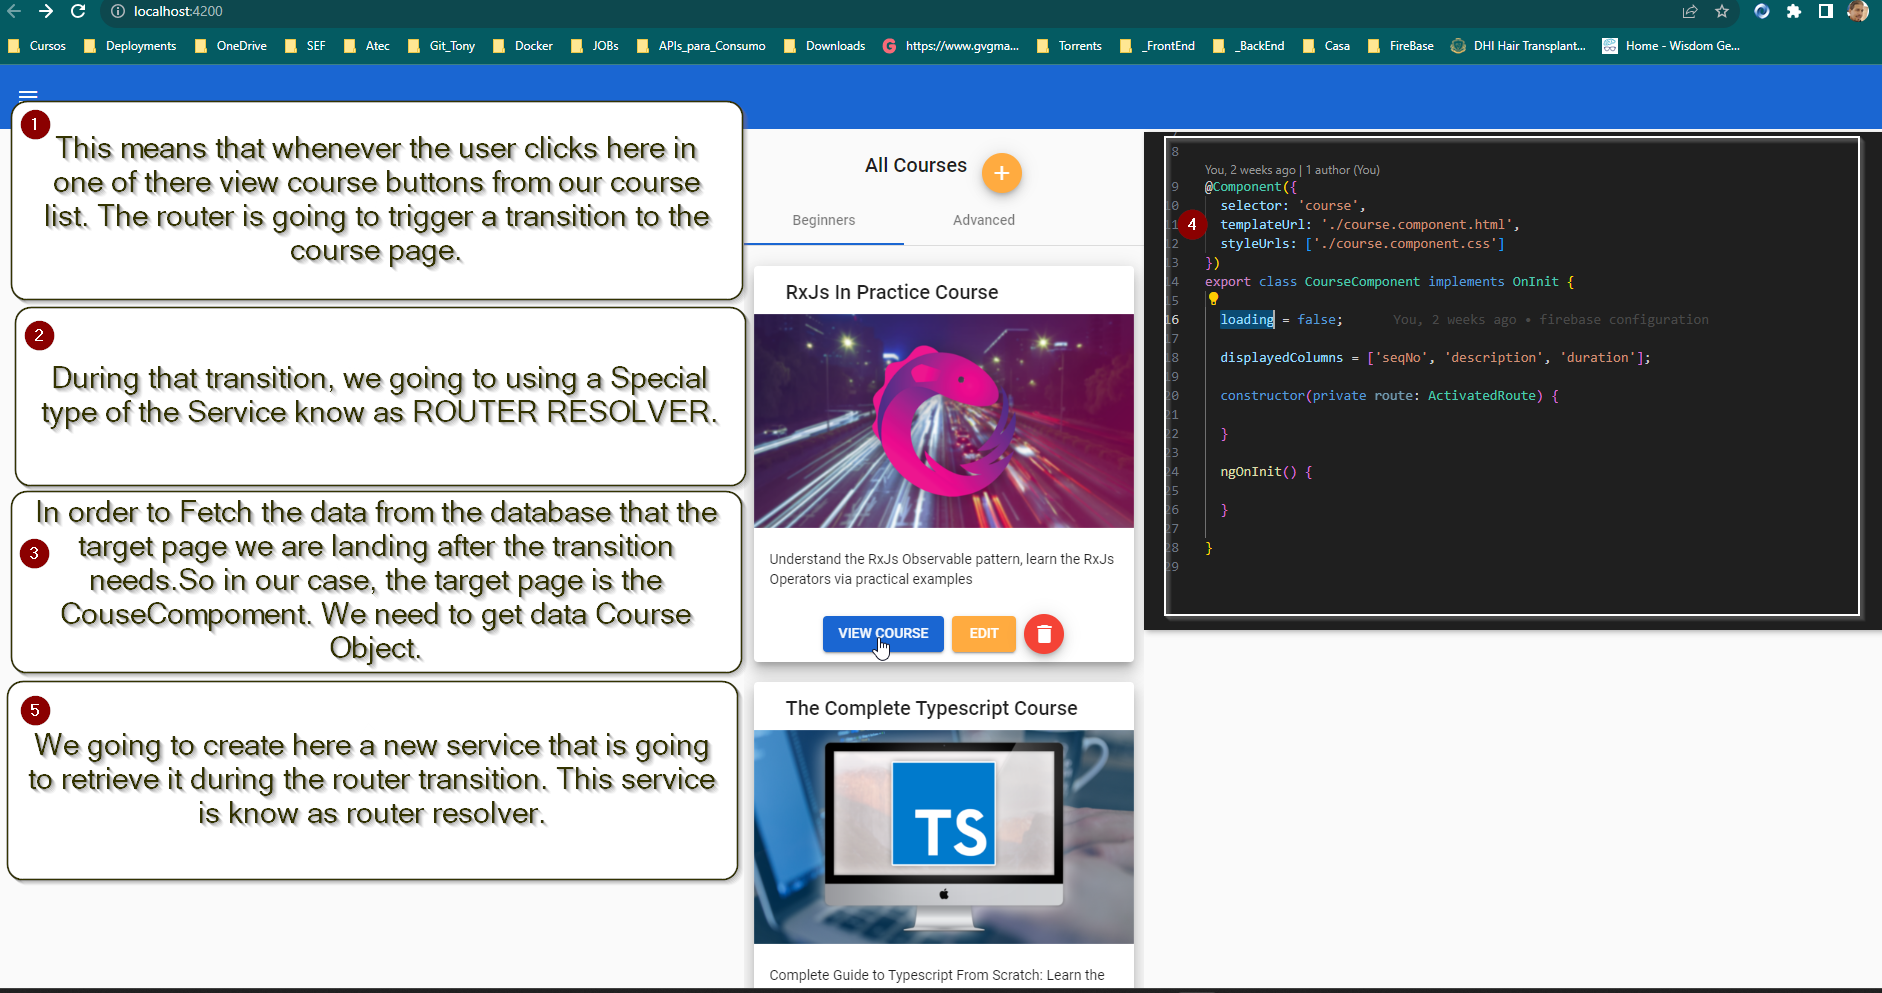 localhost:4200
Cursos Deployments OneDrive SEF Atec Git_Tony Docker JOBs APIs_para_Consumo Downloads https://www.gvgma... Torrents _FrontEnd _BackEnd Casa FireBase DHI Hair Transplant... Home - Wisdom Ge...
1
This means that whenever the user clicks here in
one of there view course buttons from our course
list. The router is going to trigger a transition to the
course page.
2
During that transition, we going to using a Special
type of the Service know as ROUTER RESOLVER.
3
In order to Fetch the data from the database that the
target page we are landing after the transition
needs.So in our case, the target page is the
CouseCompoment. We need to get data Course
Object.
5
We going to create here a new service that is going
to retrieve it during the router transition. This service
is know as router resolver.
All Courses +
Beginners Advanced
RxJs In Practice Course
Understand the RxJs Observable pattern, learn the RxJs
Operators via practical examples
VIEW COURSE EDIT
The Complete Typescript Course
TS
Complete Guide to Typescript From Scratch: Learn the
4
8
You, 2 weeks ago | 1 author (You)
9 @Component({
10 selector: 'course',
11 templateUrl: './course.component.html',
12 styleUrls: ['./course.component.css']
13 })
14 export class CourseComponent implements OnInit {
15
16 loading = false; You, 2 weeks ago • firebase configuration
17
18 displayedColumns = ['seqNo', 'description', 'duration'];
19
20 constructor(private route: ActivatedRoute) {
21
22 }
23
24 ngOnInit() {
25
26 }
27
28 }
29